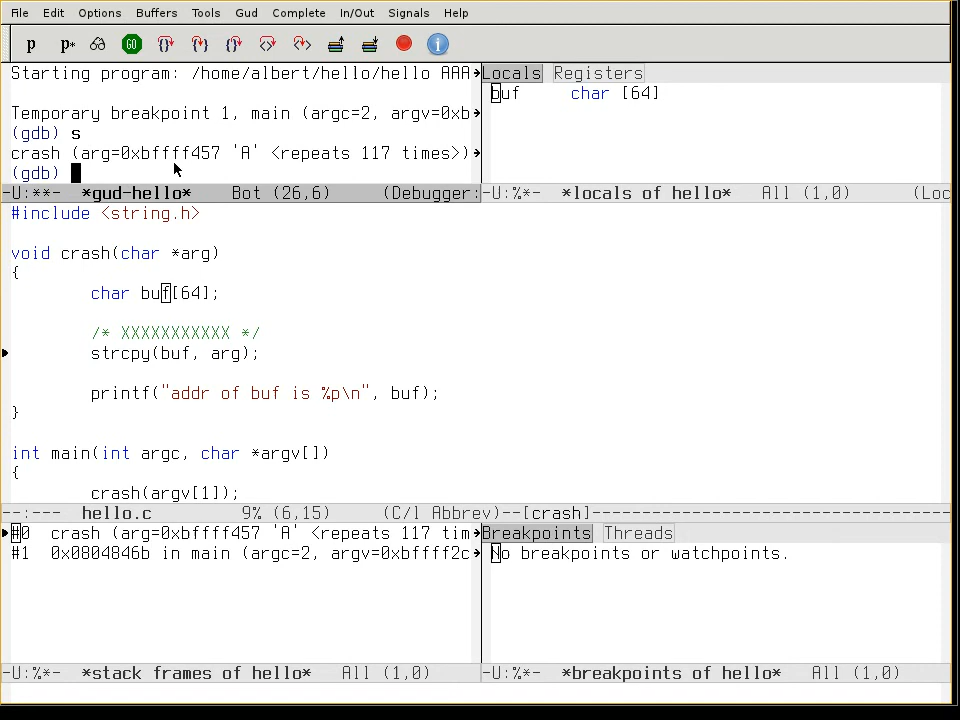 File Edit Options Buffers Tools Gud Complete In/Out Signals Help
p p* GO
Starting program: /home/albert/hello/hello AAA
Temporary breakpoint 1, main (argc=2, argv=0xb
(gdb) s
crash (arg=0xbffff457 'A' <repeats 117 times>)
(gdb)
-U:**- *gud-hello* Bot (26,6) (Debugger:
Locals Registers
buf char [64]
-U:%*- *locals of hello* All (1,0) (Loc
#include <string.h>
void crash(char *arg)
{
char buf[64];
/* XXXXXXXXXXX */
strcpy(buf, arg);
printf("addr of buf is %p\n", buf);
}
int main(int argc, char *argv[])
{
crash(argv[1]);
--:--- hello.c 9% (6,15) (C/l Abbrev)--[crash]------------------------------------
#0 crash (arg=0xbffff457 'A' <repeats 117 tim
#1 0x0804846b in main (argc=2, argv=0xbffff2c
-U:%*- *stack frames of hello* All (1,0)
Breakpoints Threads
No breakpoints or watchpoints.
-U:%*- *breakpoints of hello* All (1,0)